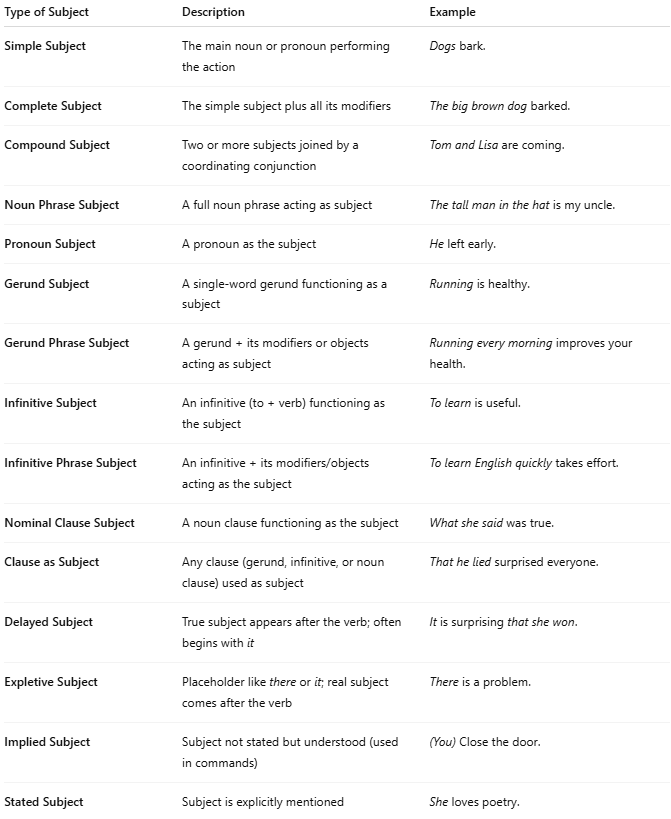 Type of Subject Description Example
Simple Subject The main noun or pronoun performing Dogs bark.
the action
Complete Subject The simple subject plus all its modifiers The big brown dog barked.
Compound Subject Two or more subjects joined by a Tom and Lisa are coming.
coordinating conjunction
Noun Phrase Subject A full noun phrase acting as subject The tall man in the hat is my uncle.
Pronoun Subject A pronoun as the subject He left early.
Gerund Subject A single-word gerund functioning as a Running is healthy.
subject
Gerund Phrase Subject A gerund + its modifiers or objects Running every morning improves your
acting as subject health.
Infinitive Subject An infinitive (to + verb) functioning as To learn is useful.
the subject
Infinitive Phrase Subject An infinitive + its modifiers/objects To learn English quickly takes effort.
acting as the subject
Nominal Clause Subject A noun clause functioning as the subject What she said was true.
Clause as Subject Any clause (gerund, infinitive, or noun That he lied surprised everyone.
clause) used as subject
Delayed Subject True subject appears after the verb; often It is surprising that she won.
begins with it
Expletive Subject Placeholder like there or it; real subject There is a problem.
comes after the verb
Implied Subject Subject not stated but understood (used (You) Close the door.
in commands)
Stated Subject Subject is explicitly mentioned She loves poetry.